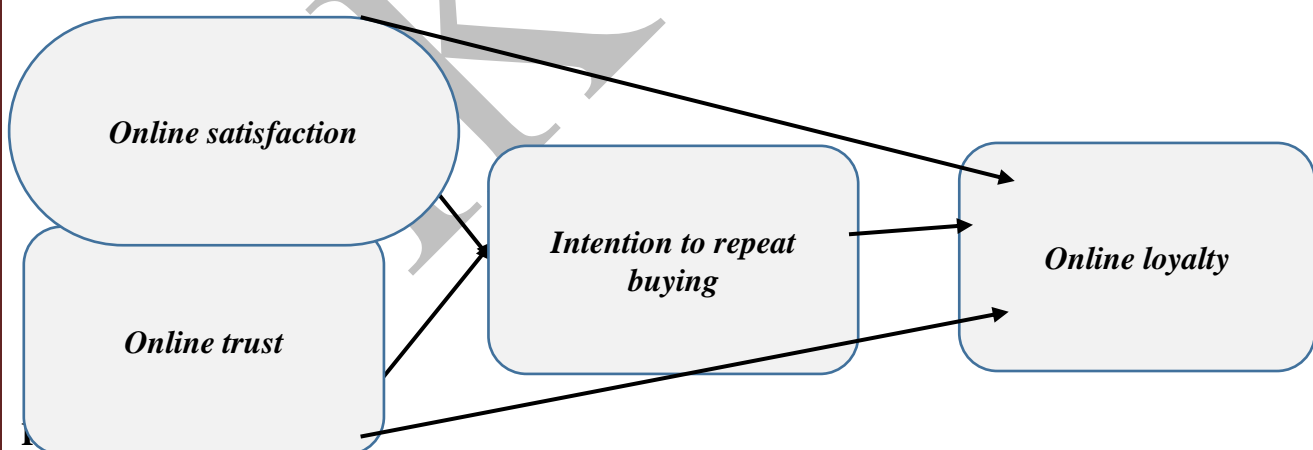 Online satisfaction
Intention to repeat
buying
Online loyalty
Online trust